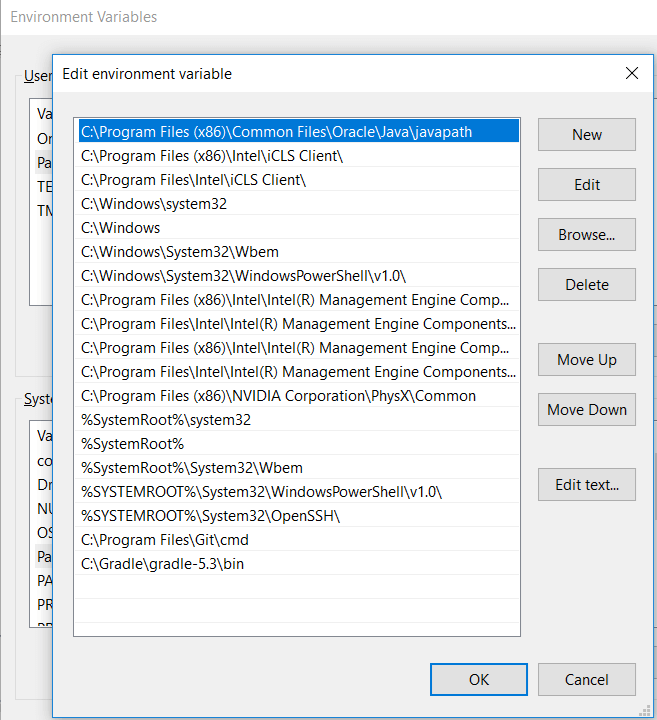 Environment Variables
Edit environment variable
User
Va
Or
Pa
TE
TM
Syste
Va
co
Dr
NU
OS
Pa
PA
PR
C:\Program Files (x86)\Common Files\Oracle\Java\javapath
C:\Program Files (x86)\Intel\iCLS Client\
C:\Program Files\Intel\iCLS Client\
C:\Windows\system32
C:\Windows
C:\Windows\System32\Wbem
C:\Windows\System32\WindowsPowerShell\v1.0\
C:\Program Files (x86)\Intel\Intel(R) Management Engine Comp...
C:\Program Files\Intel\Intel(R) Management Engine Components...
C:\Program Files (x86)\Intel\Intel(R) Management Engine Comp...
C:\Program Files\Intel\Intel(R) Management Engine Components...
C:\Program Files (x86)\NVIDIA Corporation\PhysX\Common
%SystemRoot%\system32
%SystemRoot%
%SystemRoot%\System32\Wbem
%SYSTEMROOT%\System32\WindowsPowerShell\v1.0\
%SYSTEMROOT%\System32\OpenSSH\
C:\Program Files\Git\cmd
C:\Gradle\gradle-5.3\bin
New
Edit
Browse...
Delete
Move Up
Move Down
Edit text...
OK
Cancel